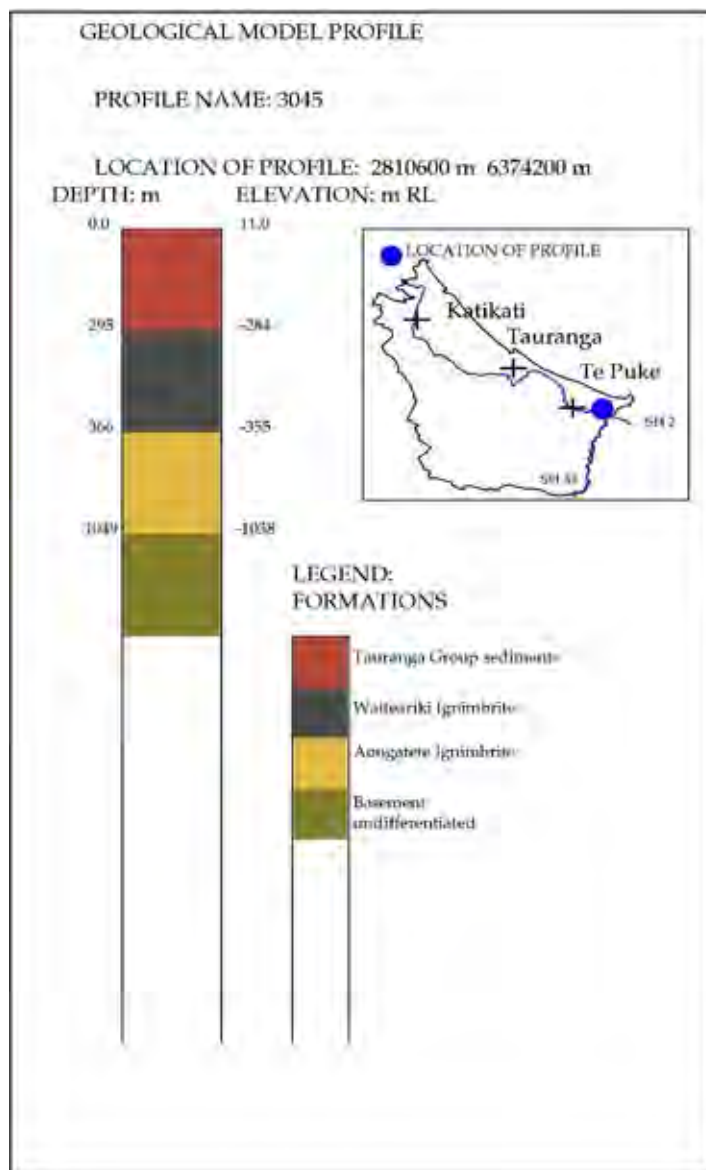 GEOLOGICAL MODEL PROFILE
PROFILE NAME: 3045
LOCATION OF PROFILE: 2810600 m 6374200 m
DEPTH: m ELEVATION: m RL
0.0 11.0
295 -284
366 -355
1049 -1038
LOCATION OF PROFILE
Katikati
Tauranga
Te Puke
SH 2
SH 33
LEGEND:
FORMATIONS
Tauranga Group sediments
Waiteariki Ignimbrite
Aongatete Ignimbrite
Basement
undifferentiated